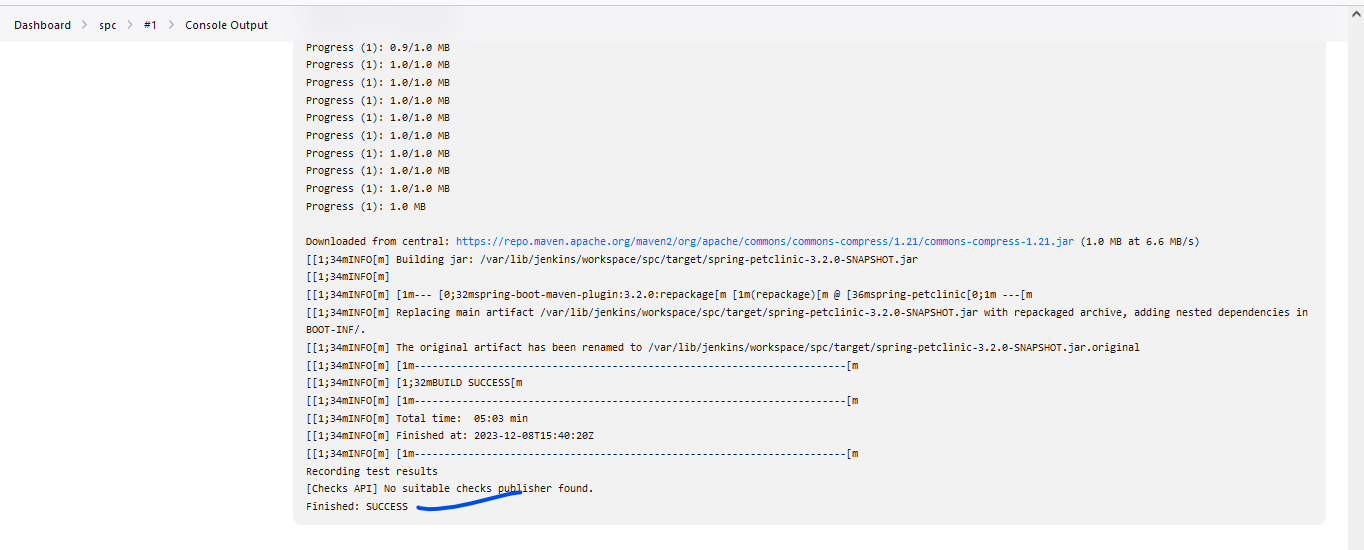 Dashboard > spc > #1 > Console Output
Progress (1): 0.9/1.0 MB
Progress (1): 1.0/1.0 MB
Progress (1): 1.0/1.0 MB
Progress (1): 1.0/1.0 MB
Progress (1): 1.0/1.0 MB
Progress (1): 1.0/1.0 MB
Progress (1): 1.0/1.0 MB
Progress (1): 1.0/1.0 MB
Progress (1): 1.0/1.0 MB
Progress (1): 1.0 MB
Downloaded from central: https://repo.maven.apache.org/maven2/org/apache/commons/commons-compress/1.21/commons-compress-1.21.jar (1.0 MB at 6.6 MB/s)
[[1;34mINFO[m] Building jar: /var/lib/jenkins/workspace/spc/target/spring-petclinic-3.2.0-SNAPSHOT.jar
[[1;34mINFO[m]
[[1;34mINFO[m] [1m--- [0;32mspring-boot-maven-plugin:3.2.0:repackage[m [1m(repackage)[m @ [36mspring-petclinic[0;1m ---[m
[[1;34mINFO[m] Replacing main artifact /var/lib/jenkins/workspace/spc/target/spring-petclinic-3.2.0-SNAPSHOT.jar with repackaged archive, adding nested dependencies in
BOOT-INF/.
[[1;34mINFO[m] The original artifact has been renamed to /var/lib/jenkins/workspace/spc/target/spring-petclinic-3.2.0-SNAPSHOT.jar.original
[[1;34mINFO[m] [1m------------------------------------------------------------------------[m
[[1;34mINFO[m] [1;32mBUILD SUCCESS[m
[[1;34mINFO[m] [1m------------------------------------------------------------------------[m
[[1;34mINFO[m] Total time:  05:03 min
[[1;34mINFO[m] Finished at: 2023-12-08T15:40:20Z
[[1;34mINFO[m] [1m------------------------------------------------------------------------[m
Recording test results
[Checks API] No suitable checks publisher found.
Finished: SUCCESS